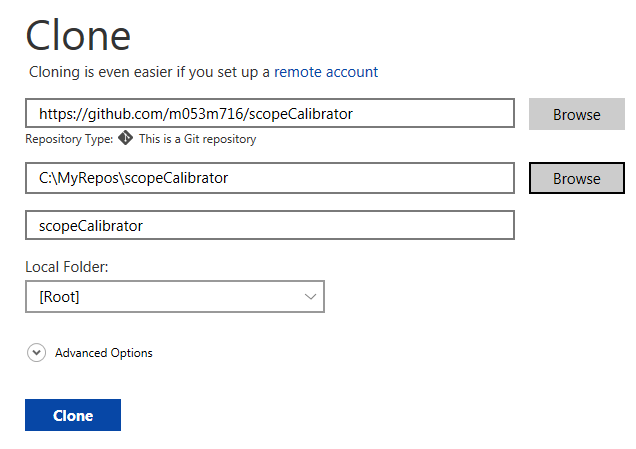 Clone
Cloning is even easier if you set up a remote account
https://github.com/m053m716/scopeCalibrator
Browse
Repository Type: This is a Git repository
C:\MyRepos\scopeCalibrator
Browse
scopeCalibrator
Local Folder:
[Root]
Advanced Options
Clone